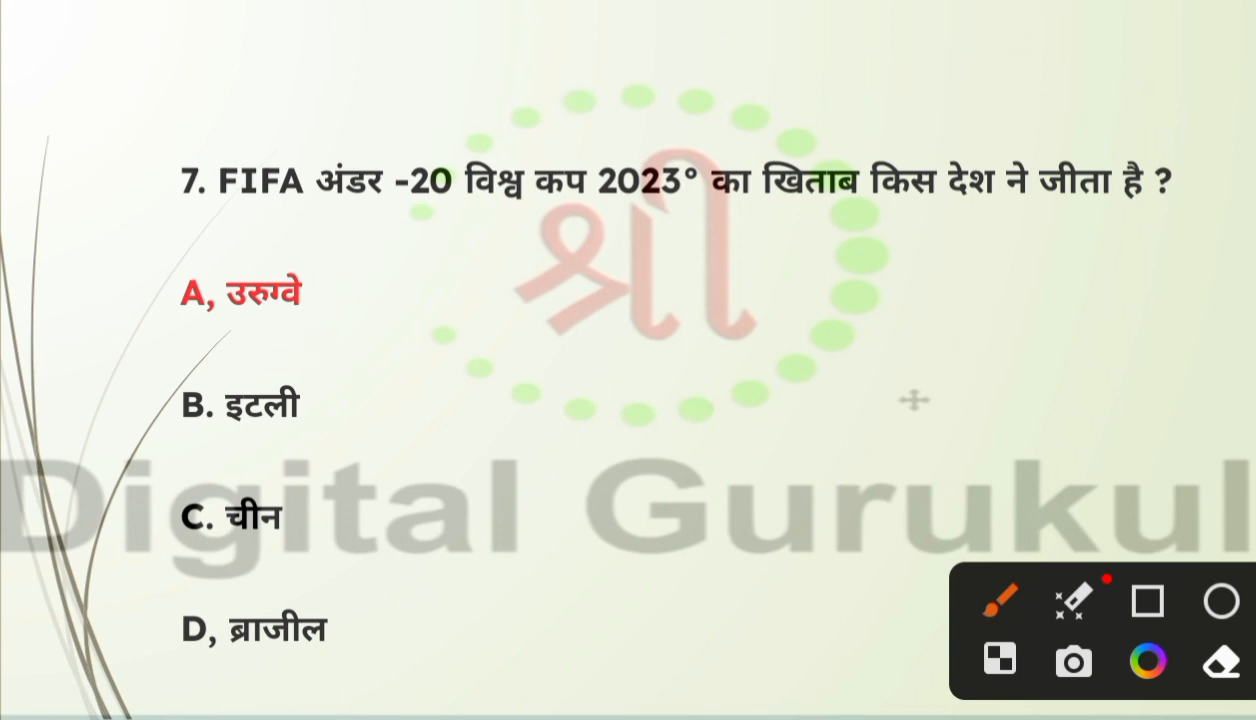 श्री
7. FIFA अंडर -20 विश्व कप 2023° का खिताब किस देश ने जीता है ?
A, उरुग्वे
B. इटली
Digital Gurukul
C. चीन
D, ब्राजील